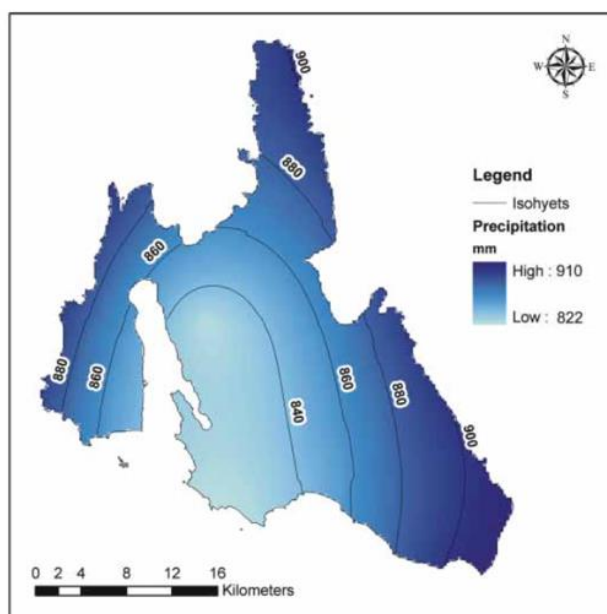 N
W E
S
900
880
860
880
860
840
860
880
900
Legend
Isohyets
Precipitation
mm
High : 910
Low : 822
0 2 4 8 12 16
Kilometers